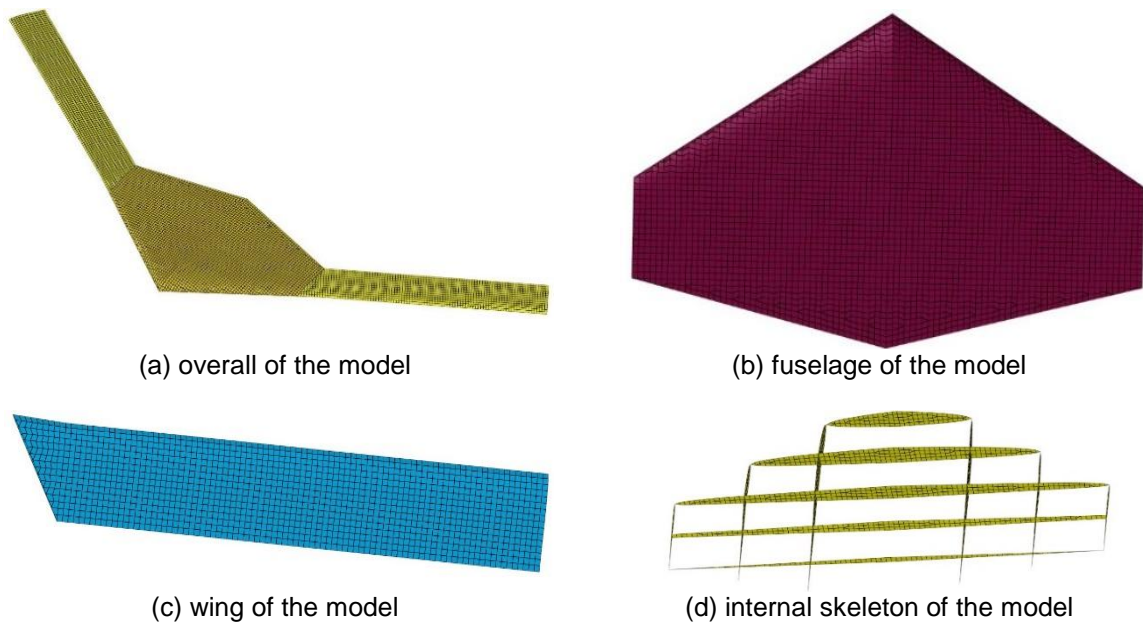 (a) overall of the model
(b) fuselage of the model
(c) wing of the model
(d) internal skeleton of the model